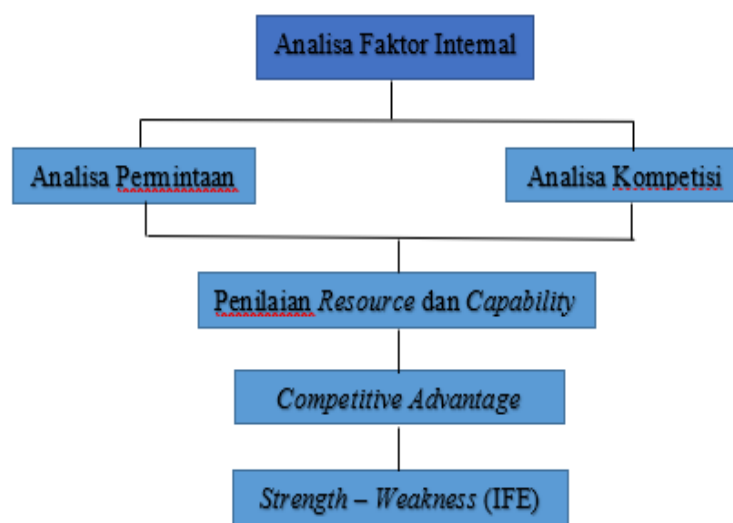 Analisa Faktor Internal
Analisa Permintaan
Analisa Kompetisi
Penilaian Resource dan Capability
Competitive Advantage
Strength – Weakness (IFE)